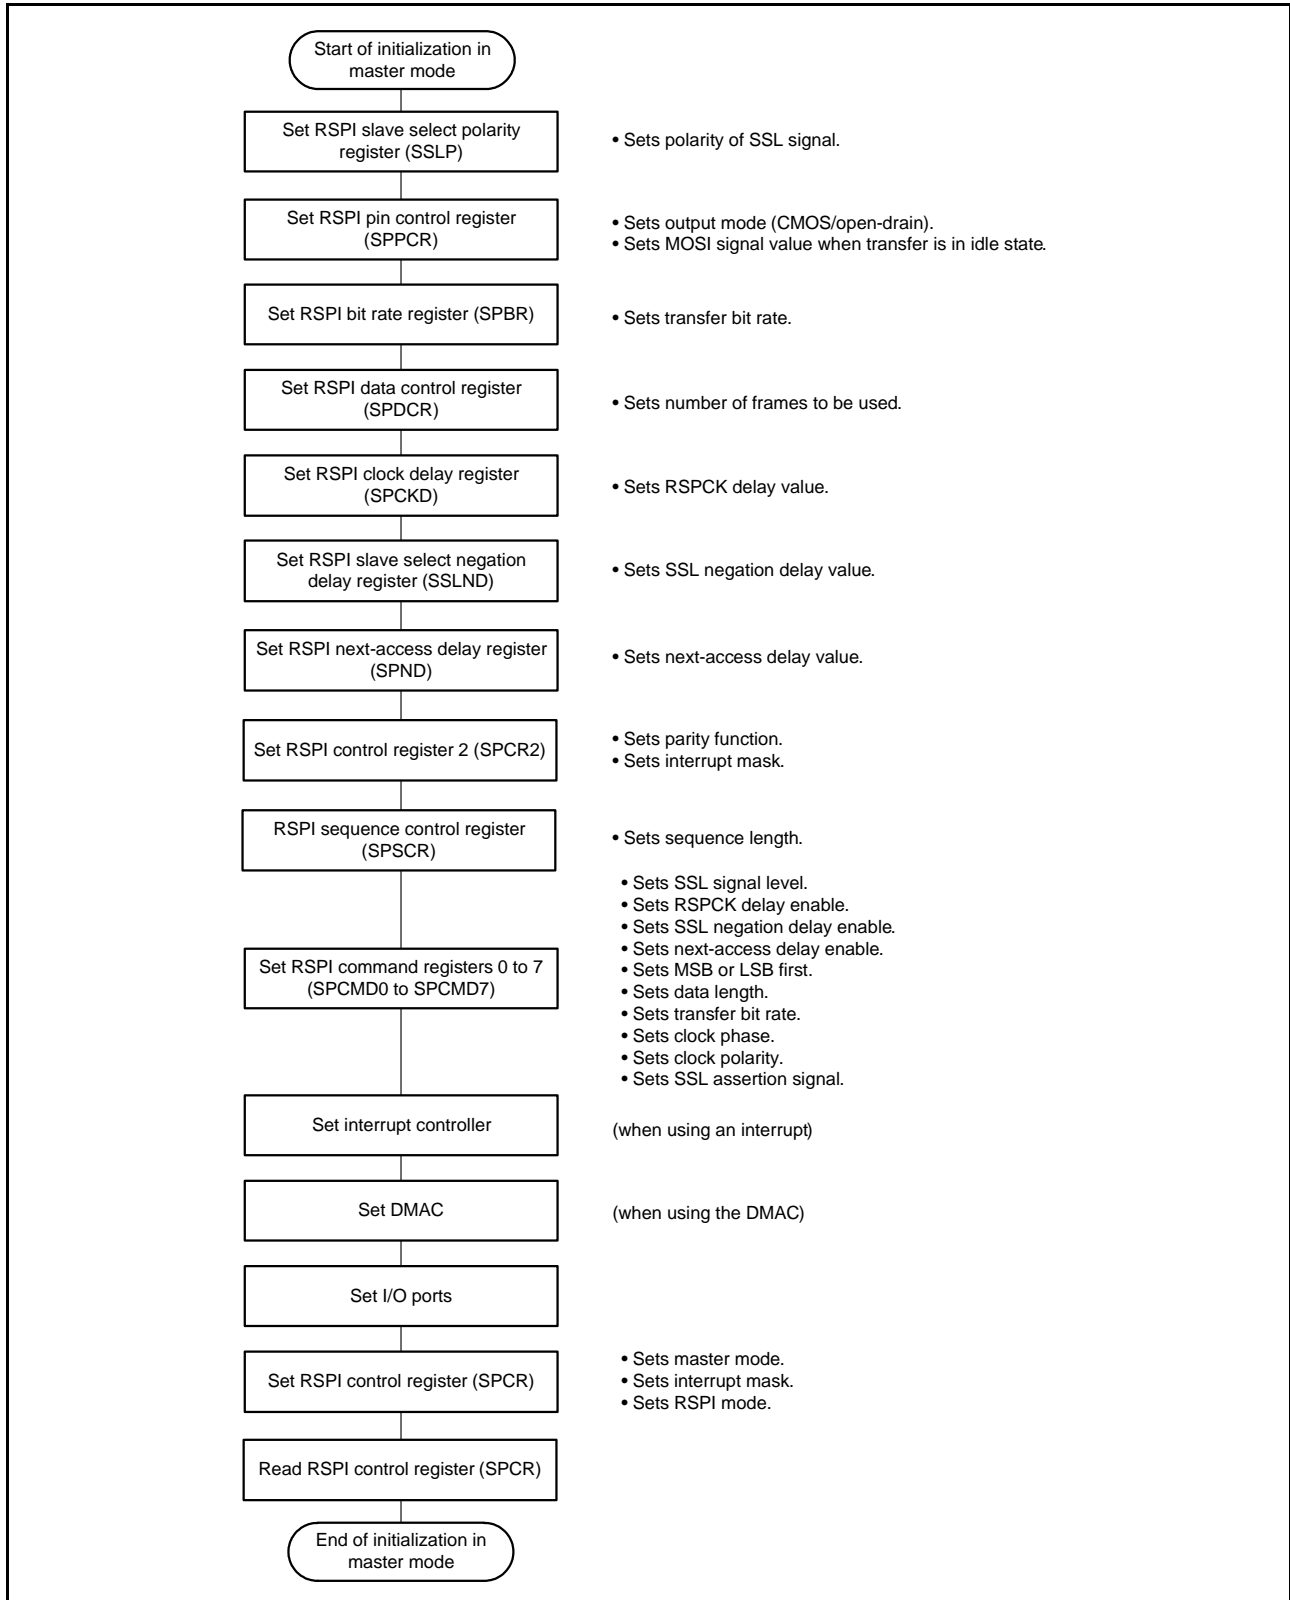 Start of initialization in
master mode
Set RSPI slave select polarity
register (SSLP)
• Sets polarity of SSL signal.
Set RSPI pin control register
(SPPCR)
• Sets output mode (CMOS/open-drain).
• Sets MOSI signal value when transfer is in idle state.
Set RSPI bit rate register (SPBR)
• Sets transfer bit rate.
Set RSPI data control register
(SPDCR)
• Sets number of frames to be used.
Set RSPI clock delay register
(SPCKD)
• Sets RSPCK delay value.
Set RSPI slave select negation
delay register (SSLND)
• Sets SSL negation delay value.
Set RSPI next-access delay register
(SPND)
• Sets next-access delay value.
Set RSPI control register 2 (SPCR2)
• Sets parity function.
• Sets interrupt mask.
RSPI sequence control register
(SPSCR)
• Sets sequence length.
Set RSPI command registers 0 to 7
(SPCMD0 to SPCMD7)
• Sets SSL signal level.
• Sets RSPCK delay enable.
• Sets SSL negation delay enable.
• Sets next-access delay enable.
• Sets MSB or LSB first.
• Sets data length.
• Sets transfer bit rate.
• Sets clock phase.
• Sets clock polarity.
• Sets SSL assertion signal.
Set interrupt controller
(when using an interrupt)
Set DMAC
(when using the DMAC)
Set I/O ports
Set RSPI control register (SPCR)
• Sets master mode.
• Sets interrupt mask.
• Sets RSPI mode.
Read RSPI control register (SPCR)
End of initialization in
master mode